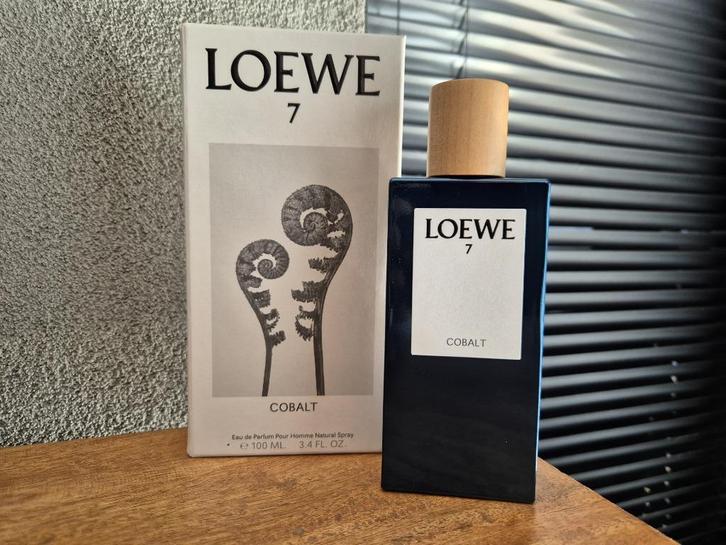 LOEWE
7
COBALT
Eau de Parfum Pour Homme Natural Spray
℮ 100 ML. 3.4 FL. OZ.
LOEWE
7
COBALT